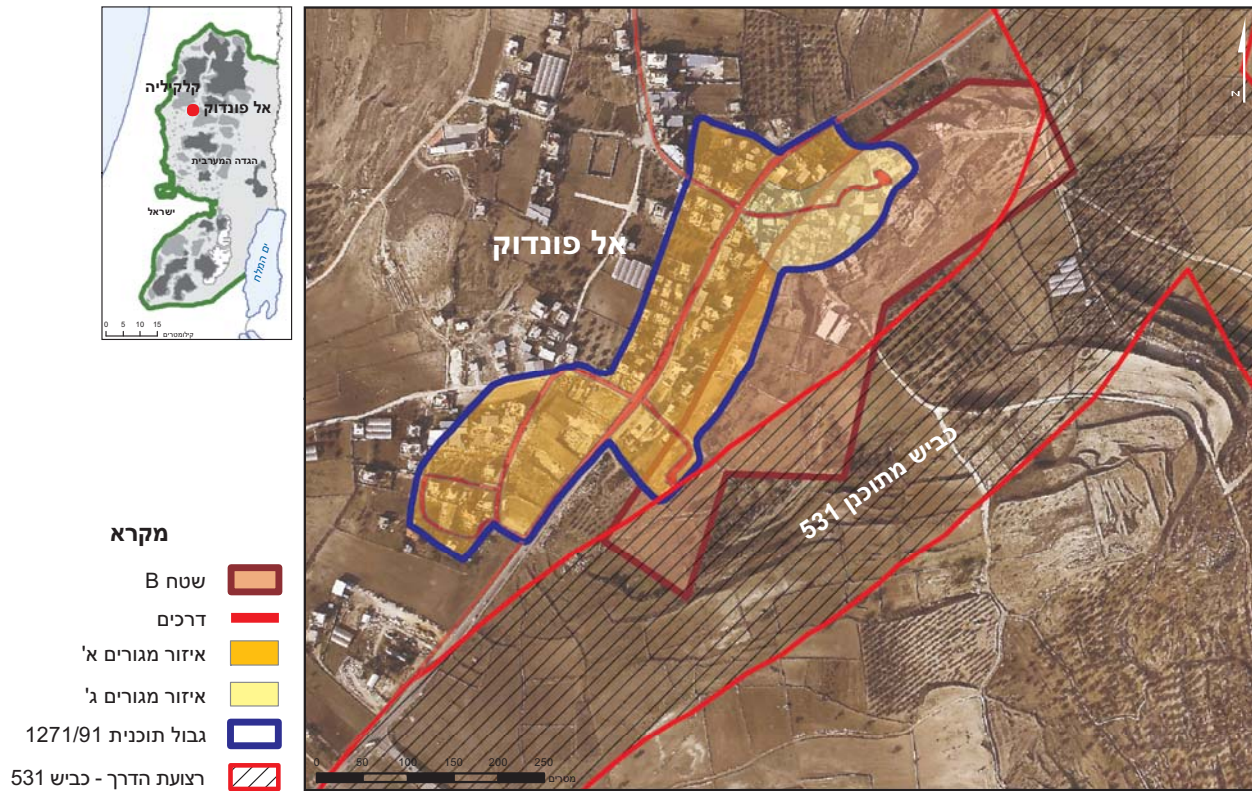 קלקיליה
אל פונדוק
הגדה המערבית
ישראל
ים המלח
0 5 10 15
קילומטרים
N
אל פונדוק
כביש מתוכנן 531
0 50 100 150 200 250
מטרים
מקרא
שטח B
דרכים
איזור מגורים א'
איזור מגורים ג'
גבול תוכנית 1271/91
רצועת הדרך - כביש 531